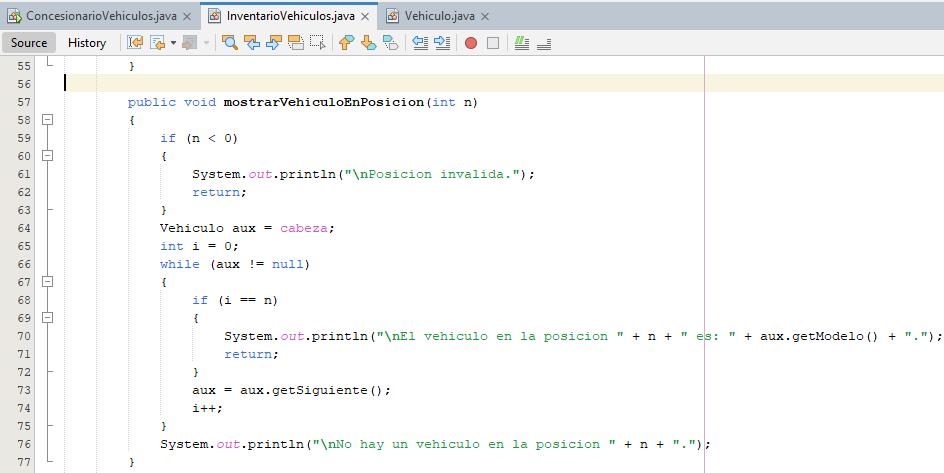 ConcesionarioVehiculos.java InventarioVehiculos.java Vehiculo.java
Source History
55 }
56
57 public void mostrarVehiculoEnPosicion(int n)
58 {
59 if (n < 0)
60 {
61 System.out.println("\nPosicion invalida.");
62 return;
63 }
64 Vehiculo aux = cabeza;
65 int i = 0;
66 while (aux != null)
67 {
68 if (i == n)
69 {
70 System.out.println("\nEl vehiculo en la posicion " + n + " es: " + aux.getModelo() + ".");
71 return;
72 }
73 aux = aux.getSiguiente();
74 i++;
75 }
76 System.out.println("\nNo hay un vehiculo en la posicion " + n + ".");
77 }